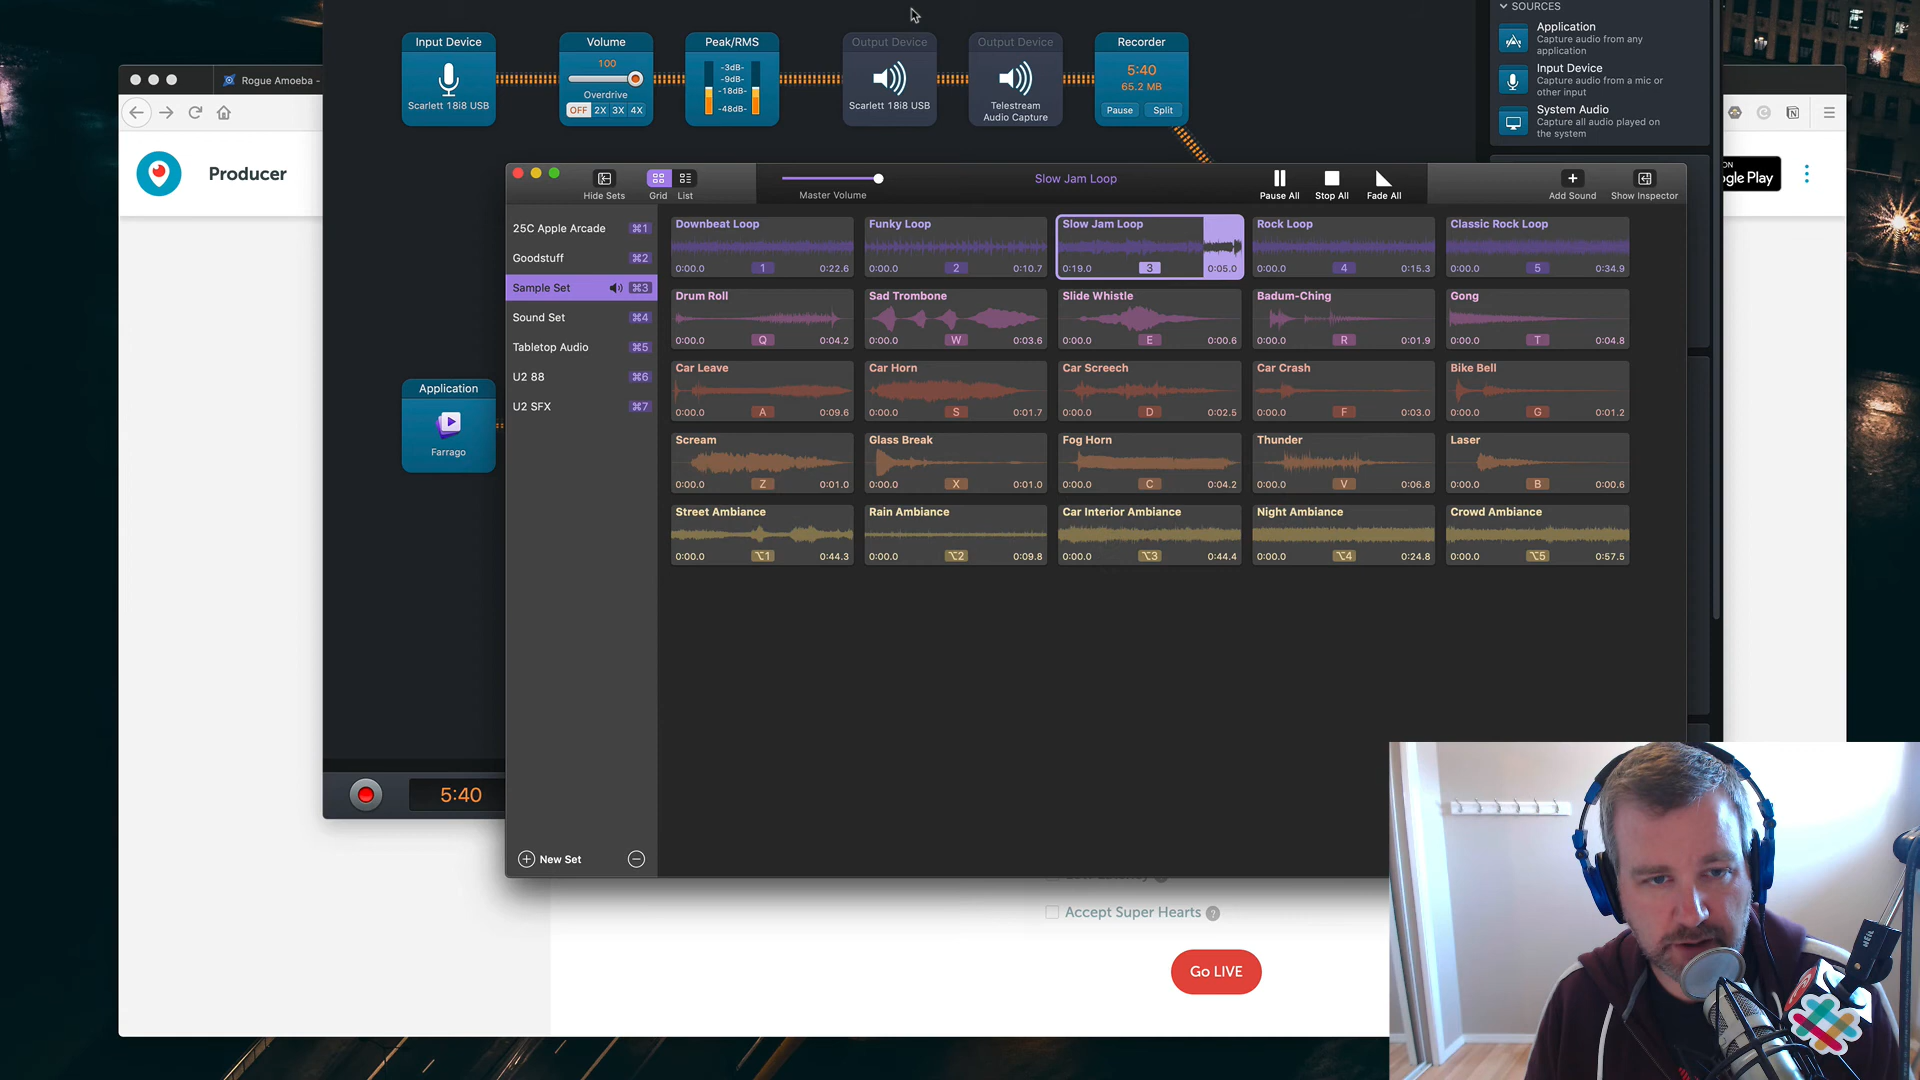 Input Device
Scarlett 18i8 USB
Volume
100
Overdrive
OFF 2X 3X 4X
Peak/RMS
-3dB-
-9dB-
-18dB-
-48dB-
Output Device
Scarlett 18i8 USB
Output Device
Telestream
Audio Capture
Recorder
5:40
65.2 MB
Pause Split
SOURCES
Application
Capture audio from any
application
Input Device
Capture audio from a mic or
other input
System Audio
Capture all audio played on
the system
Rogue Amoeba -
Producer
ON
gle Play
Hide Sets
Grid List
Master Volume
Slow Jam Loop
Pause All
Stop All
Fade All
Add Sound
Show Inspector
25C Apple Arcade ⌘1
Goodstuff ⌘2
Sample Set ⌘3
Sound Set ⌘4
Tabletop Audio ⌘5
U2 88 ⌘6
U2 SFX ⌘7
Downbeat Loop
0:00.0 1 0:22.6
Funky Loop
0:00.0 2 0:10.7
Slow Jam Loop
0:19.0 3 0:05.0
Rock Loop
0:00.0 4 0:15.3
Classic Rock Loop
0:00.0 5 0:34.9
Drum Roll
0:00.0 Q 0:04.2
Sad Trombone
0:00.0 W 0:03.6
Slide Whistle
0:00.0 E 0:00.6
Badum-Ching
0:00.0 R 0:01.9
Gong
0:00.0 T 0:04.8
Car Leave
0:00.0 A 0:09.6
Car Horn
0:00.0 S 0:01.7
Car Screech
0:00.0 D 0:02.5
Car Crash
0:00.0 F 0:03.0
Bike Bell
0:00.0 G 0:01.2
Scream
0:00.0 Z 0:01.0
Glass Break
0:00.0 X 0:01.0
Fog Horn
0:00.0 C 0:04.2
Thunder
0:00.0 V 0:06.8
Laser
0:00.0 B 0:00.6
Street Ambiance
0:00.0 ⌥1 0:44.3
Rain Ambiance
0:00.0 ⌥2 0:09.8
Car Interior Ambiance
0:00.0 ⌥3 0:44.4
Night Ambiance
0:00.0 ⌥4 0:24.8
Crowd Ambiance
0:00.0 ⌥5 0:57.5
Application
Farrago
5:40
New Set
Accept Super Hearts ?
Go LIVE